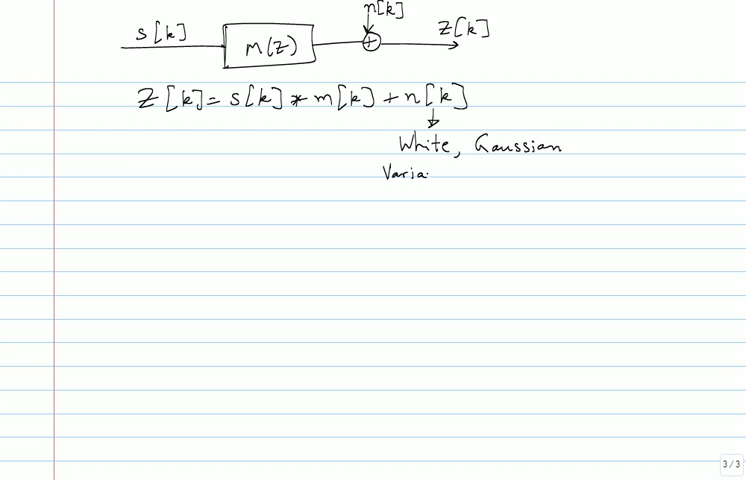 n[k]
s[k] M(Z) + Z[k]
Z[k] = s[k] * m[k] + n[k]
White, Gaussian
Varia
3 / 3